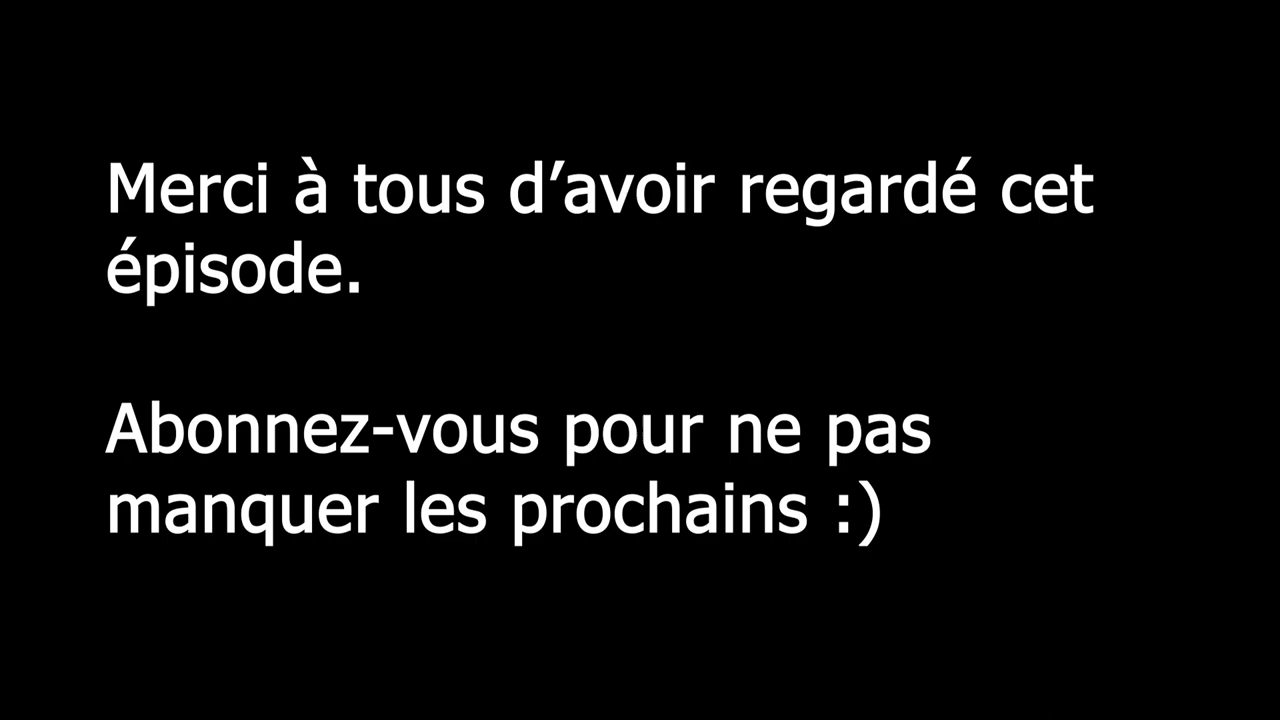 Merci à tous d’avoir regardé cet
épisode.
Abonnez-vous pour ne pas
manquer les prochains :)